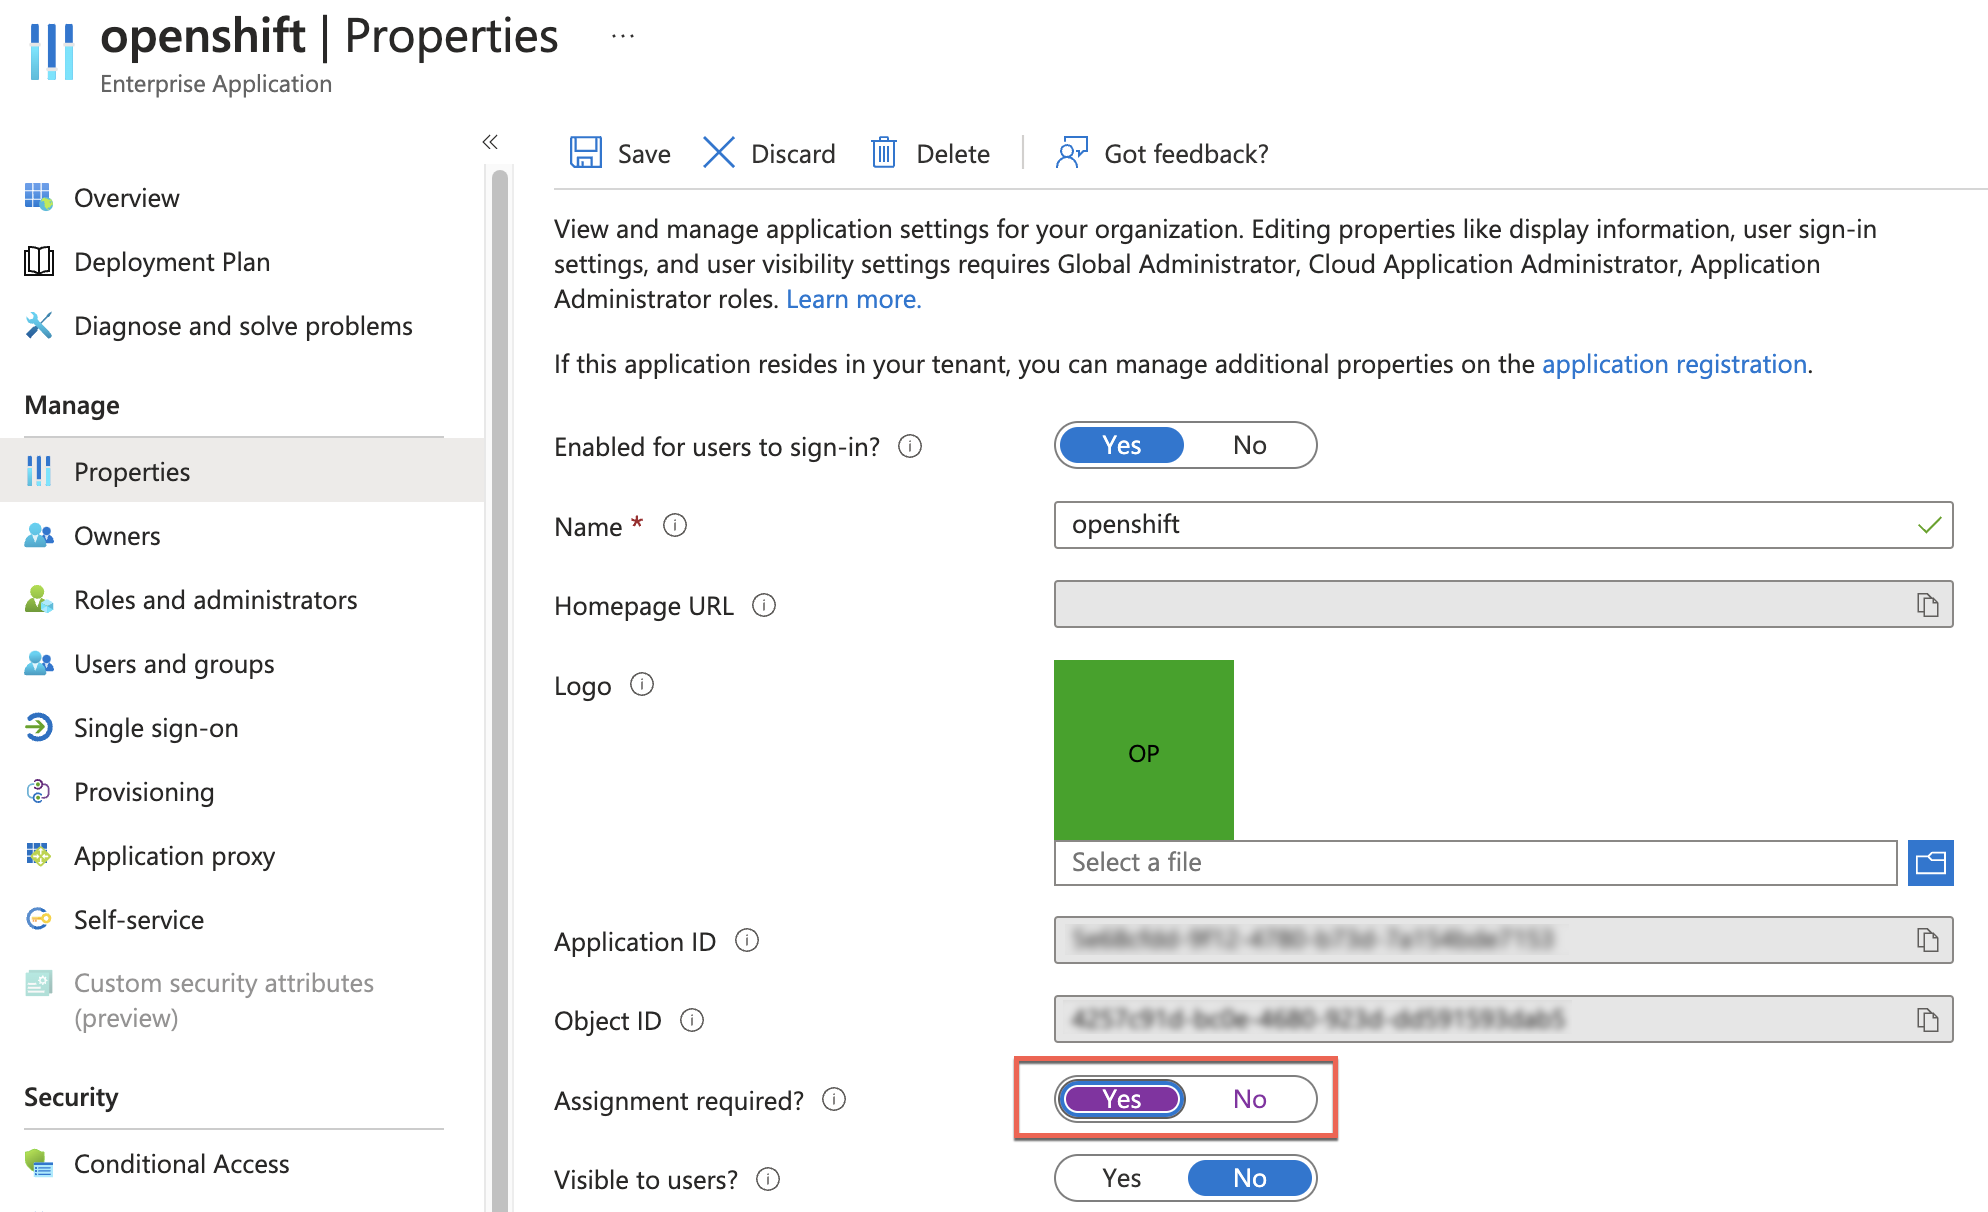 openshift | Properties ...
Enterprise Application
«
Overview
Deployment Plan
Diagnose and solve problems
Manage
Properties
Owners
Roles and administrators
Users and groups
Single sign-on
Provisioning
Application proxy
Self-service
Custom security attributes
(preview)
Security
Conditional Access
Save Discard Delete Got feedback?
View and manage application settings for your organization. Editing properties like display information, user sign-in
settings, and user visibility settings requires Global Administrator, Cloud Application Administrator, Application
Administrator roles. Learn more.
If this application resides in your tenant, you can manage additional properties on the application registration.
Enabled for users to sign-in? Yes No
Name * openshift
Homepage URL
Logo
OP
Select a file
Application ID
Object ID
Assignment required? Yes No
Visible to users? Yes No